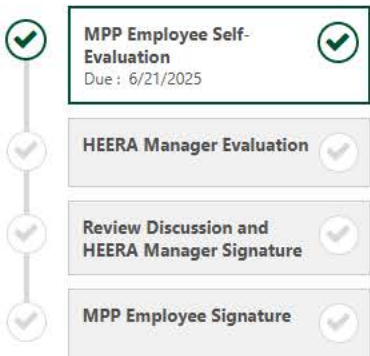 MPP Employee Self-
Evaluation
Due : 6/21/2025
HEERA Manager Evaluation
Review Discussion and
HEERA Manager Signature
MPP Employee Signature